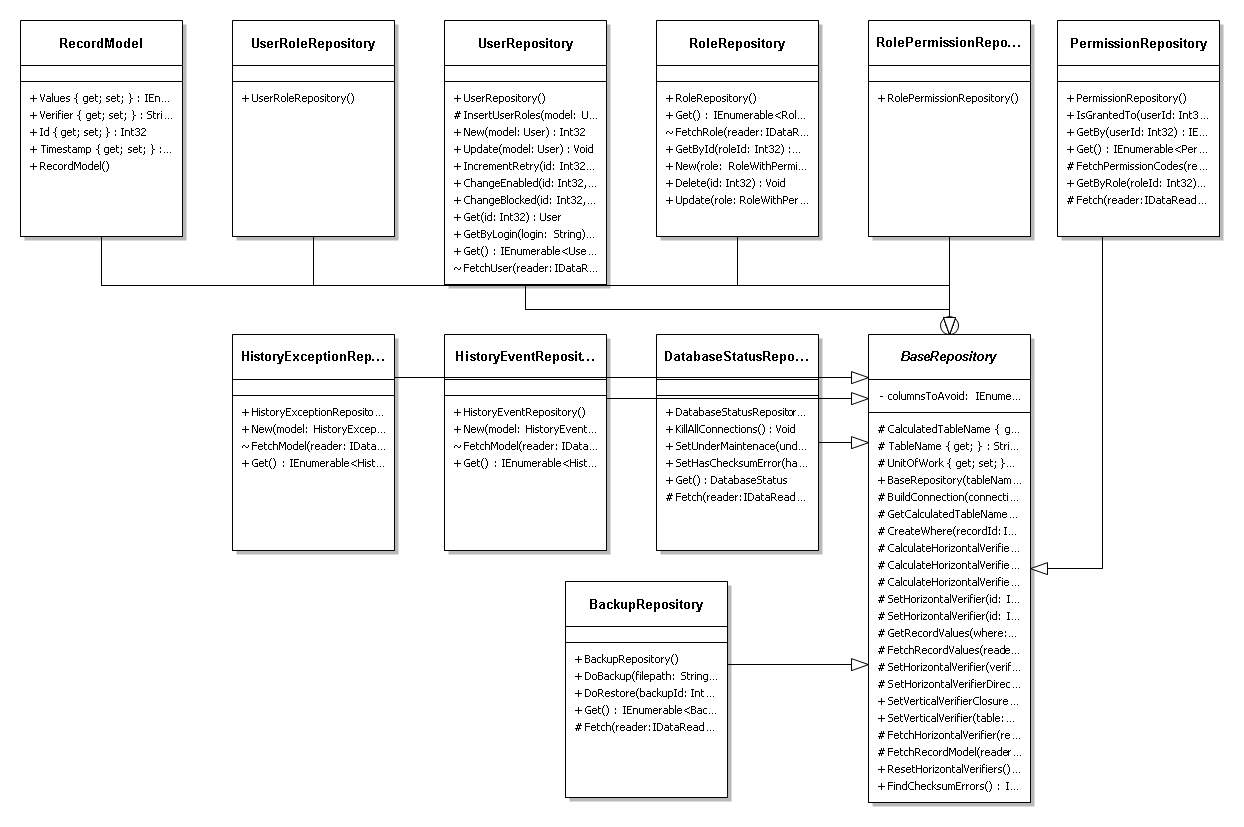 RecordModel
+ Values { get; set; } : IEn...
+ Verifier { get; set; } : Stri...
+ Id { get; set; } : Int32
+ Timestamp { get; set; } :...
+ RecordModel()
UserRoleRepository
+ UserRoleRepository()
UserRepository
+ UserRepository()
# InsertUserRoles(model: U...
+ New(model: User) : Int32
+ Update(model: User) : Void
+ IncrementRetry(id: Int32...
+ ChangeEnabled(id: Int32,...
+ ChangeBlocked(id: Int32,...
+ Get(id: Int32) : User
+ GetByLogin(login: String)...
+ Get() : IEnumerable<Use...
~ FetchUser(reader: IDataR...
RoleRepository
+ RoleRepository()
+ Get() : IEnumerable<Rol...
~ FetchRole(reader: IDataR...
+ GetById(roleId: Int32) :...
+ New(role: RoleWithPermi...
+ Delete(id: Int32) : Void
+ Update(role: RoleWithPer...
RolePermissionRepo...
+ RolePermissionRepository()
PermissionRepository
+ PermissionRepository()
+ IsGrantedTo(userId: Int3...
+ GetBy(userId: Int32) : IE...
+ Get() : IEnumerable<Per...
# FetchPermissionCodes(re...
+ GetByRole(roleId: Int32)...
# Fetch(reader: IDataRead...
HistoryExceptionRep...
+ HistoryExceptionReposito...
+ New(model: HistoryExcep...
~ FetchModel(reader: IData...
+ Get() : IEnumerable<Hist...
HistoryEventReposit...
+ HistoryEventRepository()
+ New(model: HistoryEvent...
~ FetchModel(reader: IData...
+ Get() : IEnumerable<Hist...
DatabaseStatusRepo...
+ DatabaseStatusRepositor...
+ KillAllConnections() : Void
+ SetUnderMaintenace(und...
+ SetHasChecksumError(ha...
+ Get() : DatabaseStatus
# Fetch(reader: IDataRead...
BaseRepository
- columnsToAvoid: IEnume...
# CalculatedTableName { g...
# TableName { get; } : Stri...
# UnitOfWork { get; set; }...
+ BaseRepository(tableNam...
# BuildConnection(connecti...
# GetCalculatedTableName...
# CreateWhere(recordId: I...
# CalculateHorizontalVerifie...
# CalculateHorizontalVerifie...
# CalculateHorizontalVerifie...
# SetHorizontalVerifier(id: I...
# SetHorizontalVerifier(id: I...
# GetRecordValues(where:...
# FetchRecordValues(reade...
# SetHorizontalVerifier(verif...
# SetHorizontalVerifierDirec...
+ SetVerticalVerifierClosure...
+ SetVerticalVerifier(table:...
# FetchHorizontalVerifier(re...
# FetchRecordModel(reader...
+ ResetHorizontalVerifiers()...
+ FindChecksumErrors() : I...
BackupRepository
+ BackupRepository()
+ DoBackup(filepath: String...
+ DoRestore(backupId: Int...
+ Get() : IEnumerable<Bac...
# Fetch(reader: IDataRead...